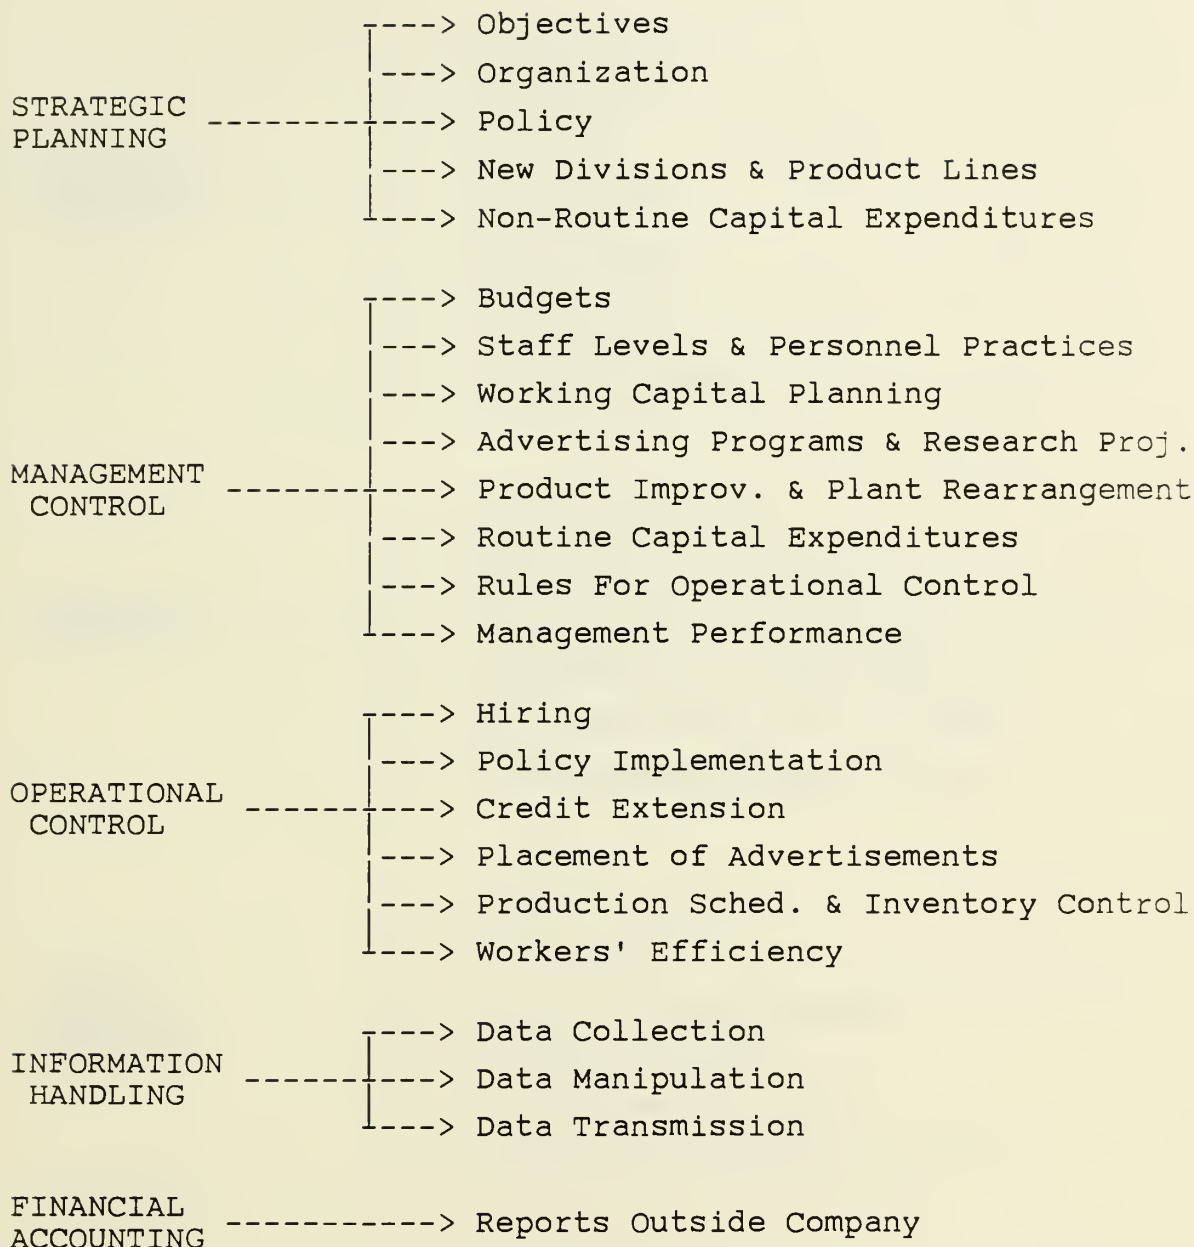 ----> Objectives
---> Organization
STRATEGIC PLANNING -----------> Policy
---> New Divisions & Product Lines
----> Non-Routine Capital Expenditures
----> Budgets
---> Staff Levels & Personnel Practices
---> Working Capital Planning
---> Advertising Programs & Research Proj.
MANAGEMENT CONTROL -----------> Product Improv. & Plant Rearrangement
---> Routine Capital Expenditures
---> Rules For Operational Control
----> Management Performance
----> Hiring
---> Policy Implementation
OPERATIONAL CONTROL -----------> Credit Extension
---> Placement of Advertisements
---> Production Sched. & Inventory Control
----> Workers' Efficiency
----> Data Collection
INFORMATION HANDLING -----------> Data Manipulation
----> Data Transmission
FINANCIAL ACCOUNTING -----------> Reports Outside Company